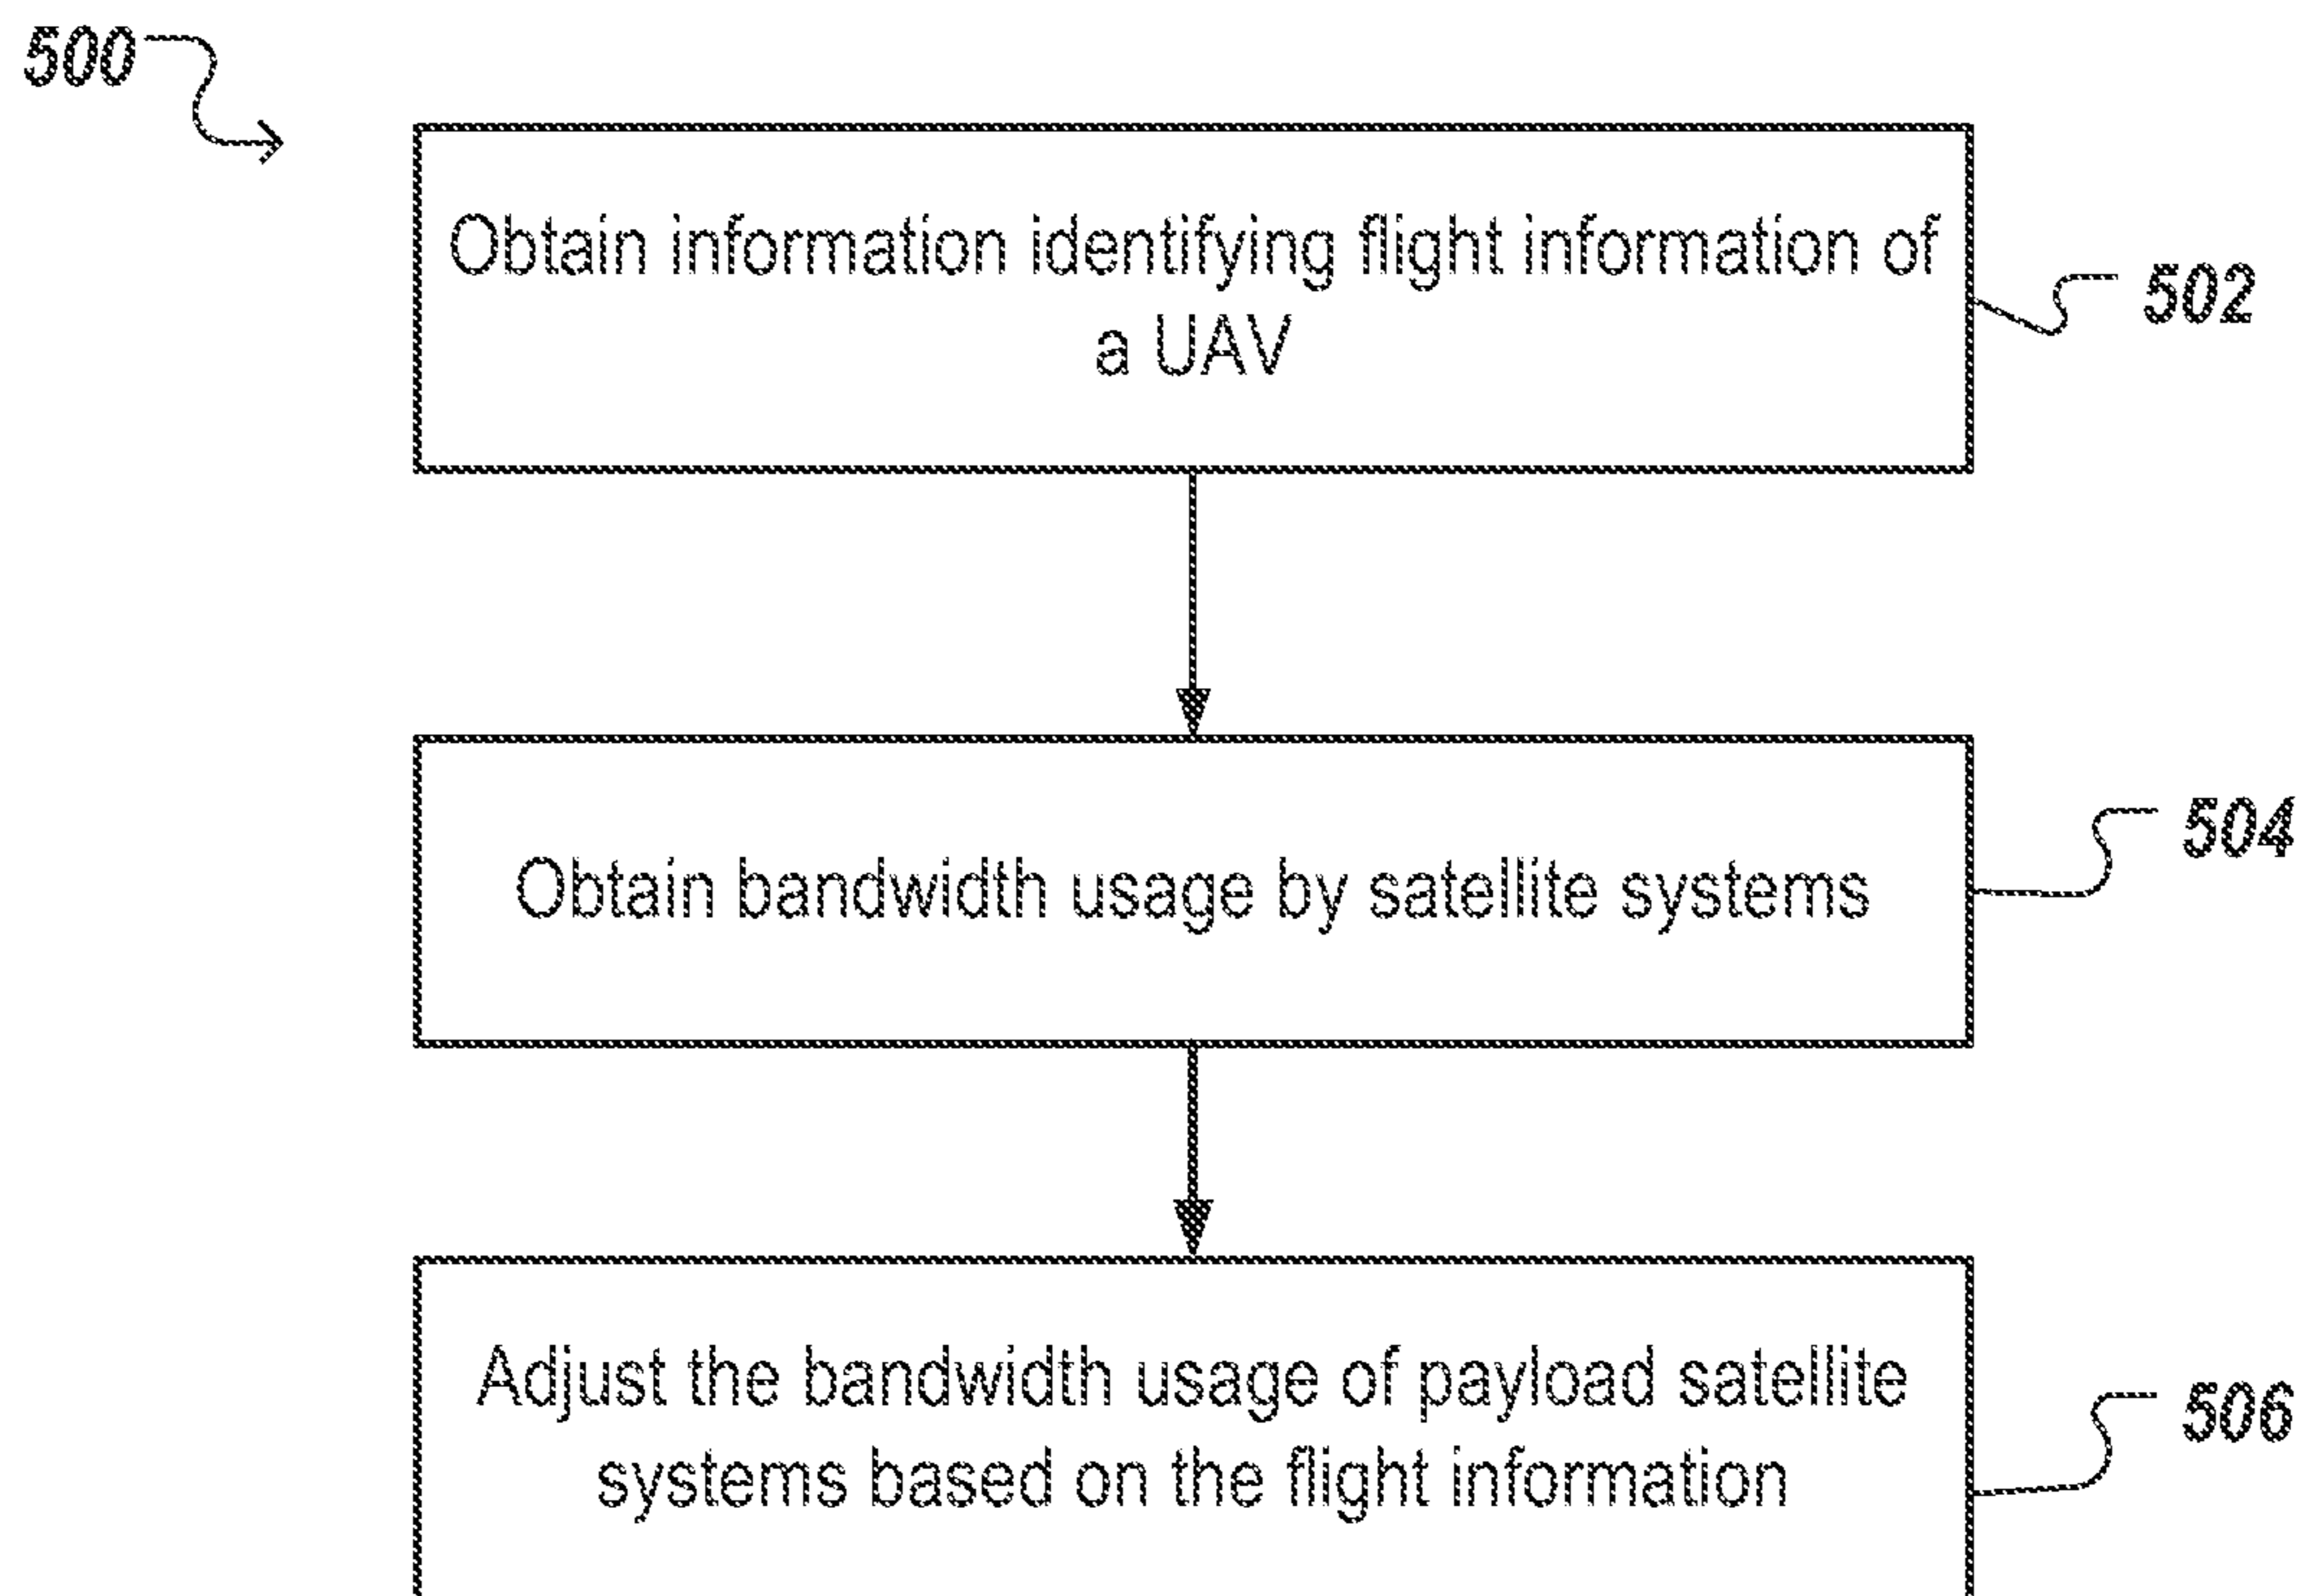 500
Obtain information identifying flight information of
a UAV
502
Obtain bandwidth usage by satellite systems
504
Adjust the bandwidth usage of payload satellite
systems based on the flight information
506